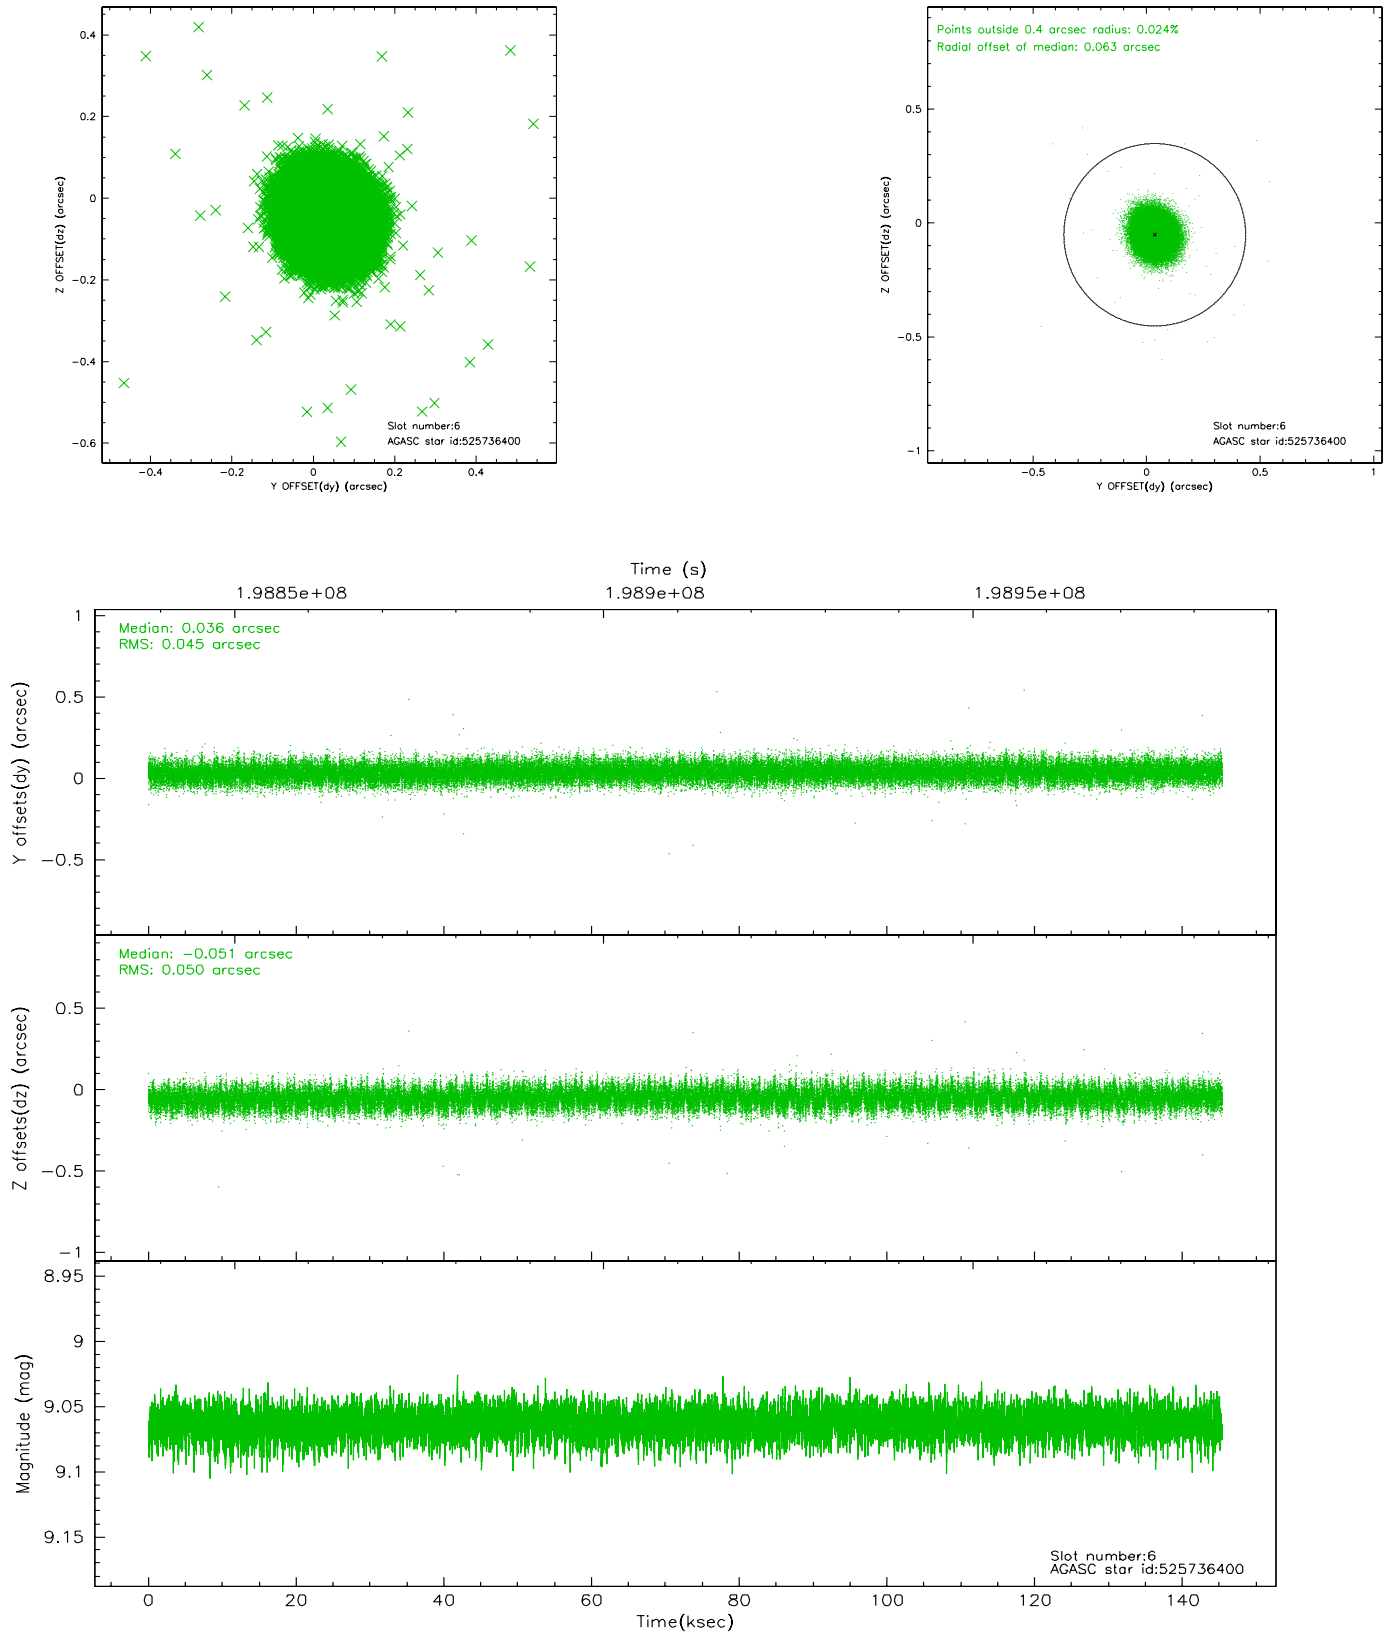 0.4
0.2
0
−0.2
−0.4
−0.6
Z OFFSET(dz) (arcsec)
Slot number:6
AGASC star id:525736400
−0.4 −0.2 0 0.2 0.4
Y OFFSET(dy) (arcsec)
Points outside 0.4 arcsec radius: 0.024%
Radial offset of median: 0.063 arcsec
0.5
0
−0.5
−1
Z OFFSET(dz) (arcsec)
Slot number:6
AGASC star id:525736400
−0.5 0 0.5 1
Y OFFSET(dy) (arcsec)
Time (s)
1.9885e+08 1.989e+08 1.9895e+08
Median: 0.036 arcsec
RMS: 0.045 arcsec
1
0.5
0
−0.5
Y offsets(dy) (arcsec)
Median: −0.051 arcsec
RMS: 0.050 arcsec
0.5
0
−0.5
−1
Z offsets(dz) (arcsec)
8.95
9
9.05
9.1
9.15
Magnitude (mag)
Slot number:6
AGASC star id:525736400
0 20 40 60 80 100 120 140
Time(ksec)